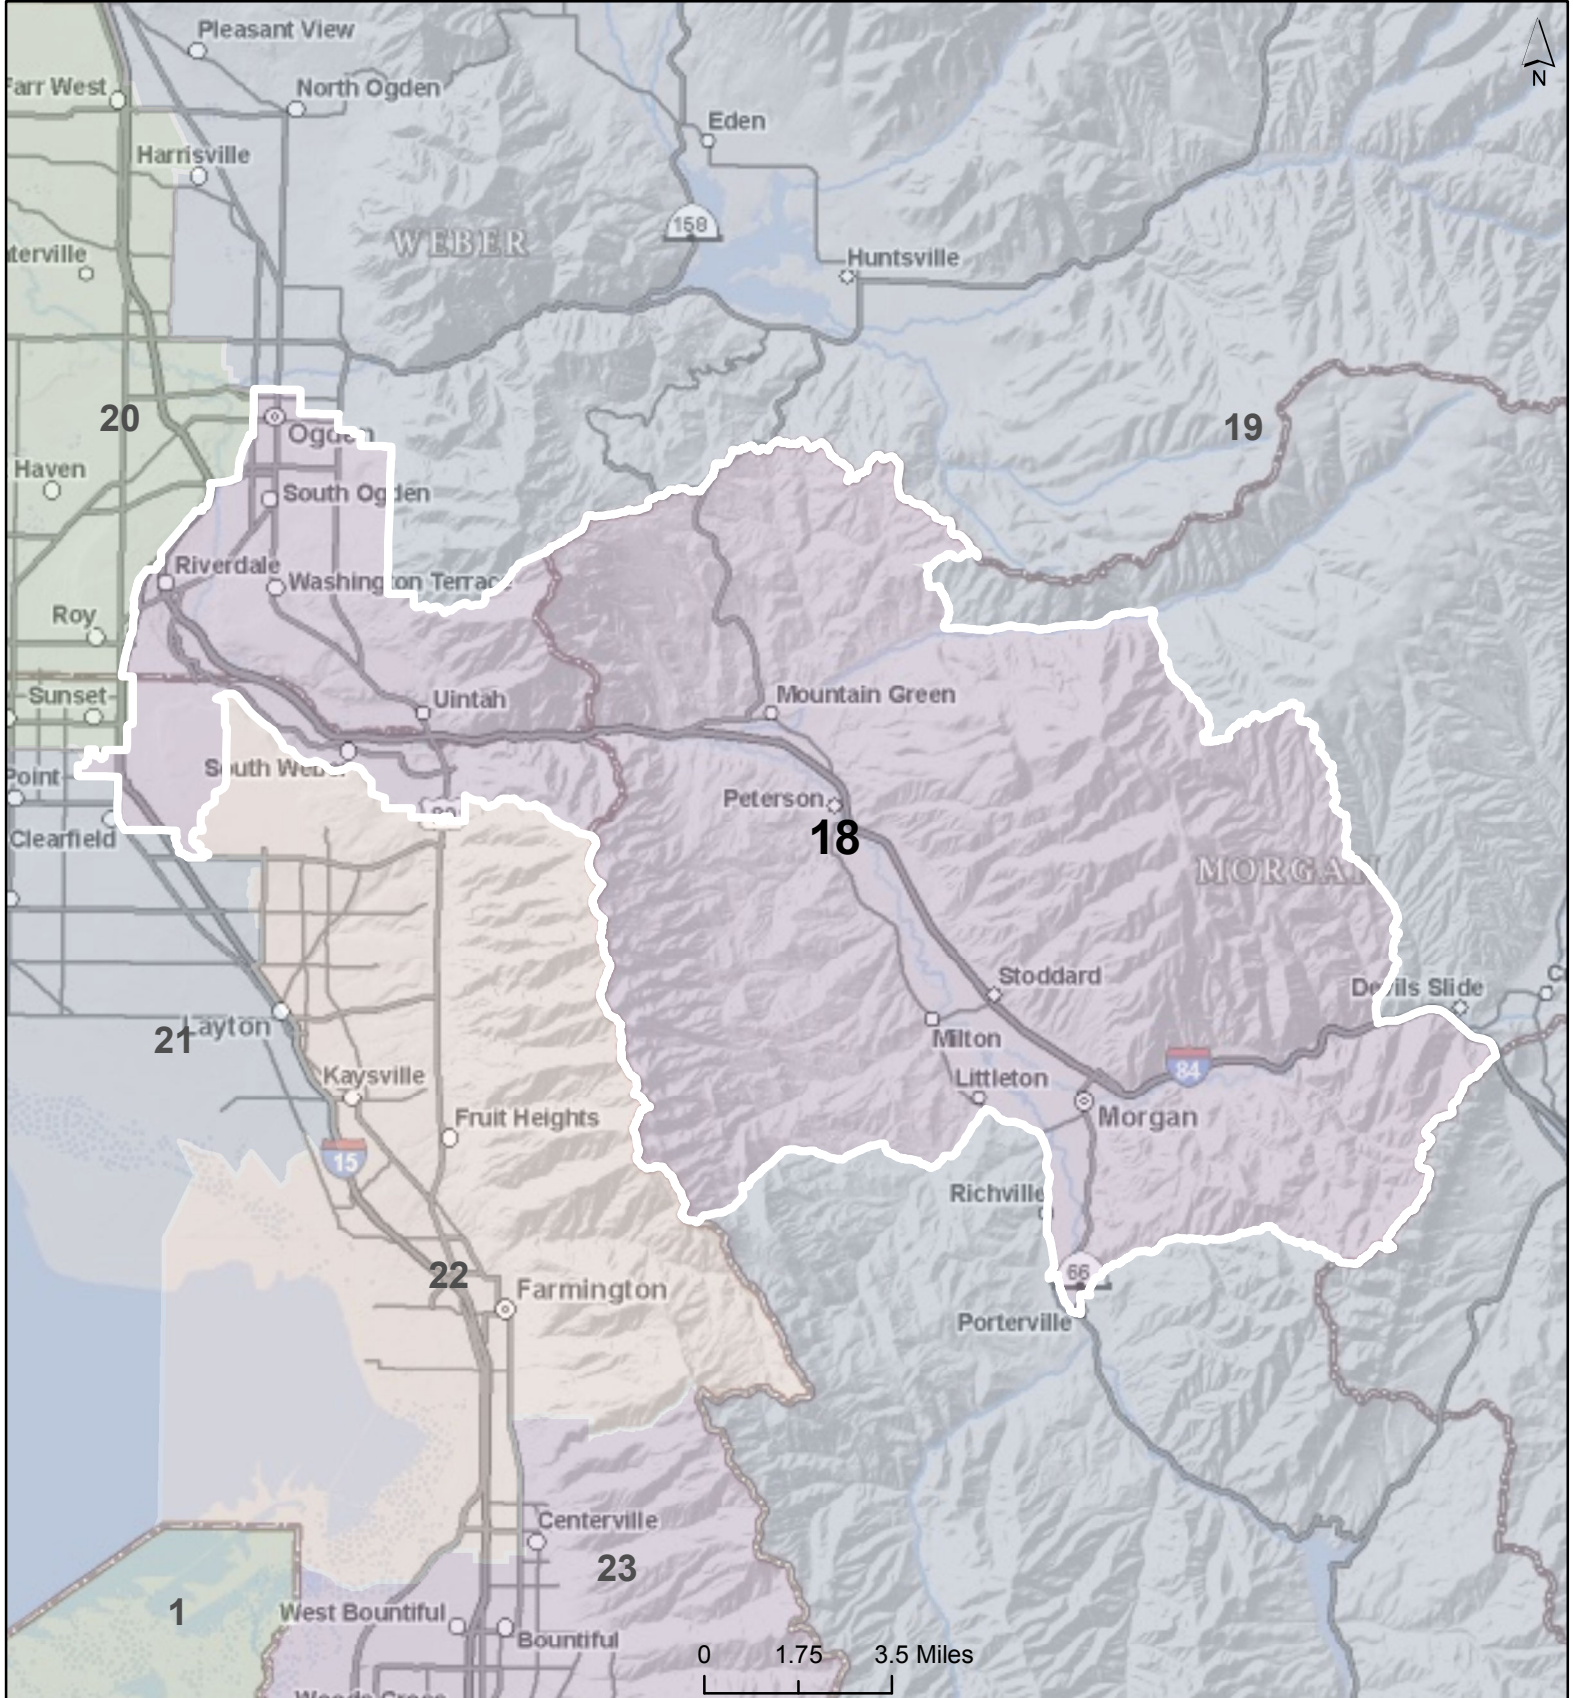 Pleasant View
N
Farr West
North Ogden
Eden
Harrisville
158
WEBER
terville
Huntsville
20
19
Ogden
Haven
South Ogden
Riverdale
Washington Terrace
Roy
Sunset
Uintah
Mountain Green
South Weber
Point
Peterson
18
Clearfield
MORGAN
Stoddard
Devils Slide
C
21
Layton
Milton
84
Kaysville
Littleton
Fruit Heights
Morgan
15
Richville
66
22
Farmington
Porterville
Centerville
23
1
West Bountiful
Bountiful
0 1.75 3.5 Miles
Woods Cross